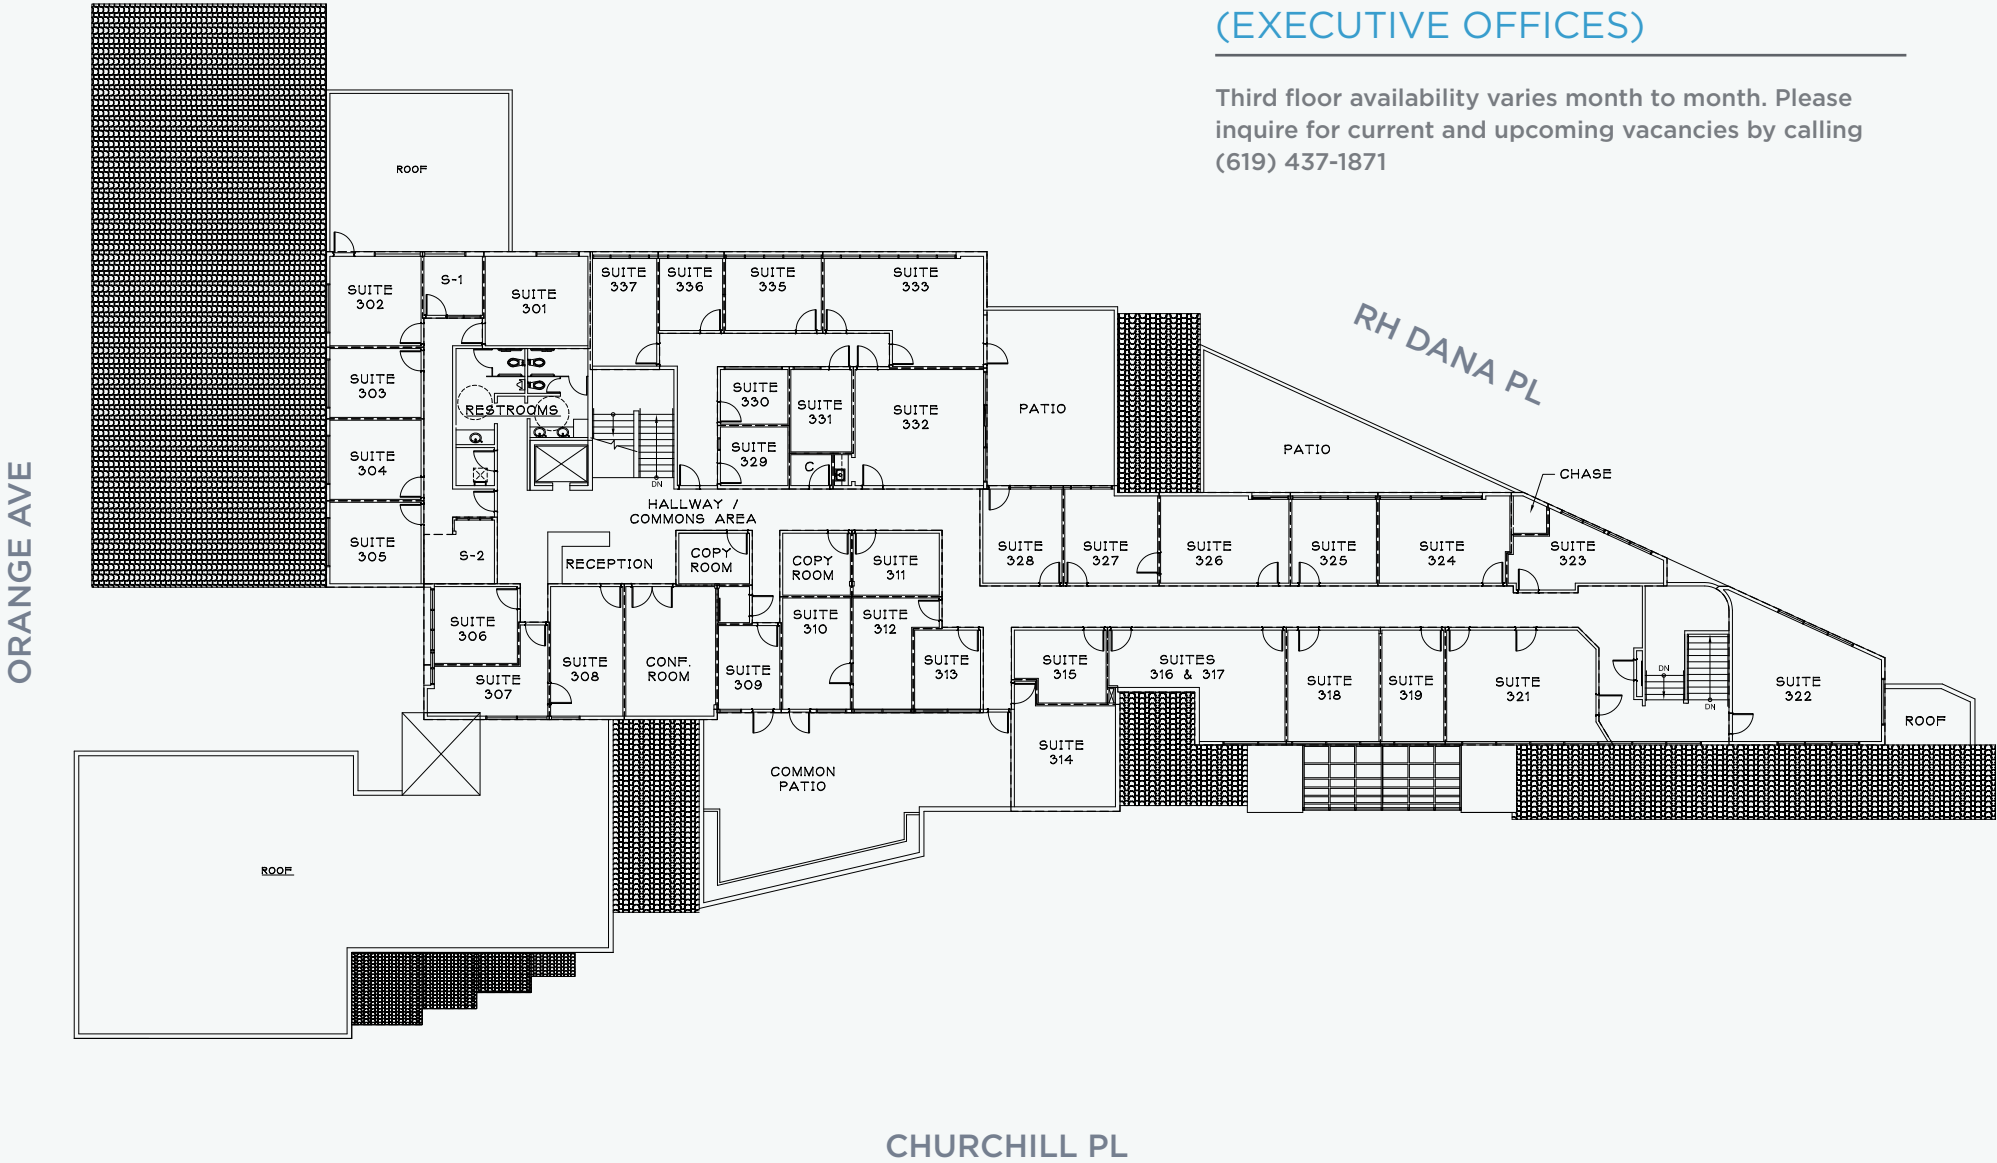 (EXECUTIVE OFFICES)
Third floor availability varies month to month. Please
inquire for current and upcoming vacancies by calling
(619) 437-1871
ROOF
SUITE
302
S-1
SUITE
301
SUITE
337
SUITE
336
SUITE
335
SUITE
333
RH DANA PL
SUITE
303
RESTROOMS
SUITE
330
SUITE
331
SUITE
332
PATIO
PATIO
SUITE
304
SUITE
329
C
DN
CHASE
ORANGE AVE
HALLWAY /
COMMONS AREA
SUITE
305
S-2
RECEPTION
COPY
ROOM
COPY
ROOM
SUITE
311
SUITE
328
SUITE
327
SUITE
326
SUITE
325
SUITE
324
SUITE
323
SUITE
306
SUITE
310
SUITE
312
SUITE
307
SUITE
308
CONF.
ROOM
SUITE
309
SUITE
313
SUITE
315
SUITES
316 & 317
SUITE
318
SUITE
319
SUITE
321
DN
DN
SUITE
322
ROOF
SUITE
314
COMMON
PATIO
ROOF
CHURCHILL PL